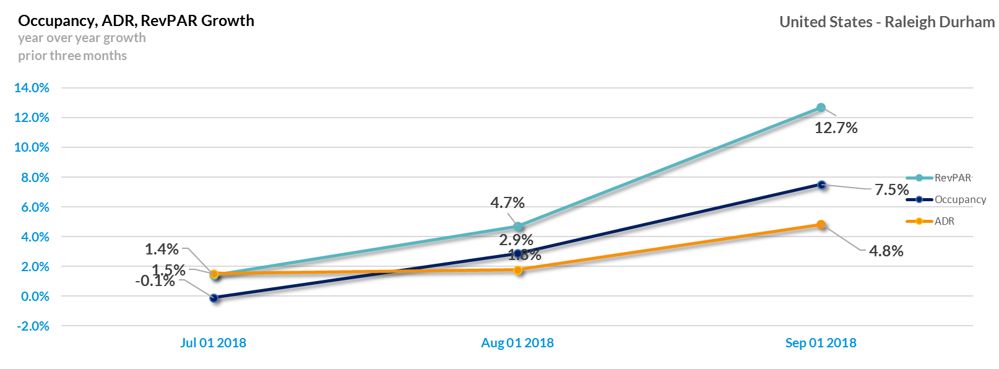 Occupancy, ADR, RevPAR Growth
United States - Raleigh Durham
year over year growth
prior three months
14.0%
12.0%
10.0%
8.0%
6.0%
4.0%
2.0%
0.0%
-2.0%
1.4%
1.5%
-0.1%
4.7%
2.9%
1.8%
12.7%
7.5%
4.8%
RevPAR
Occupancy
ADR
Jul 01 2018
Aug 01 2018
Sep 01 2018